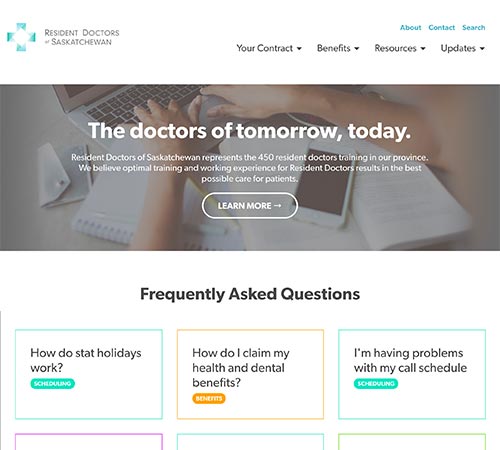 About Contact Search
RESIDENT DOCTORS
OF SASKATCHEWAN
Your Contract Benefits Resources Updates
The doctors of tomorrow, today.
Resident Doctors of Saskatchewan represents the 450 resident doctors training in our province.
We believe optimal training and working experience for Resident Doctors results in the best
possible care for patients.
LEARN MORE →
Frequently Asked Questions
How do stat holidays
work?
SCHEDULING
How do I claim my
health and dental
benefits?
BENEFITS
I'm having problems
with my call schedule
SCHEDULING